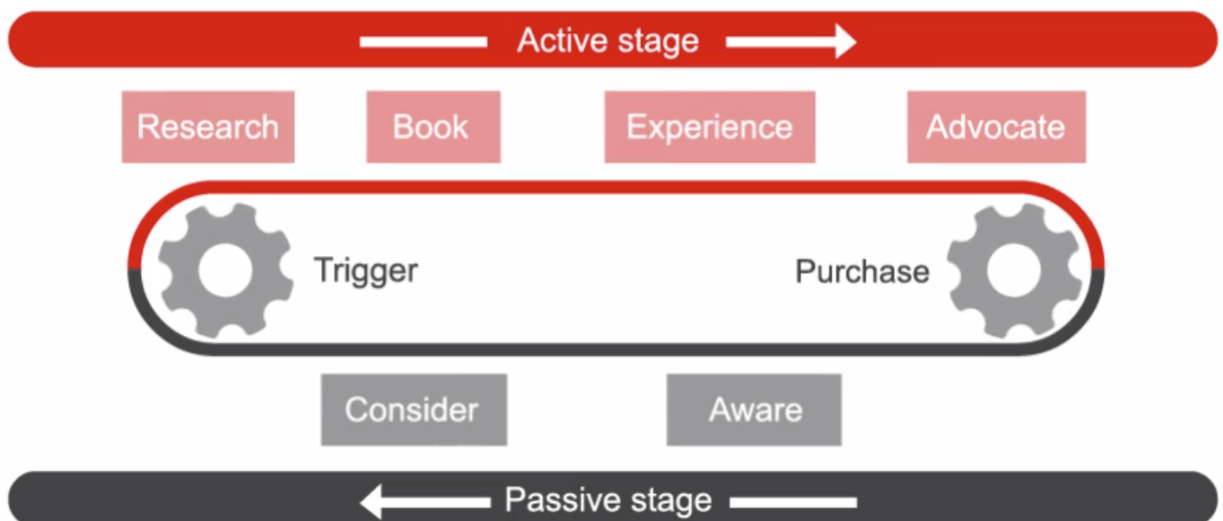 Active stage
Research Book Experience Advocate
Trigger Purchase
Consider Aware
Passive stage